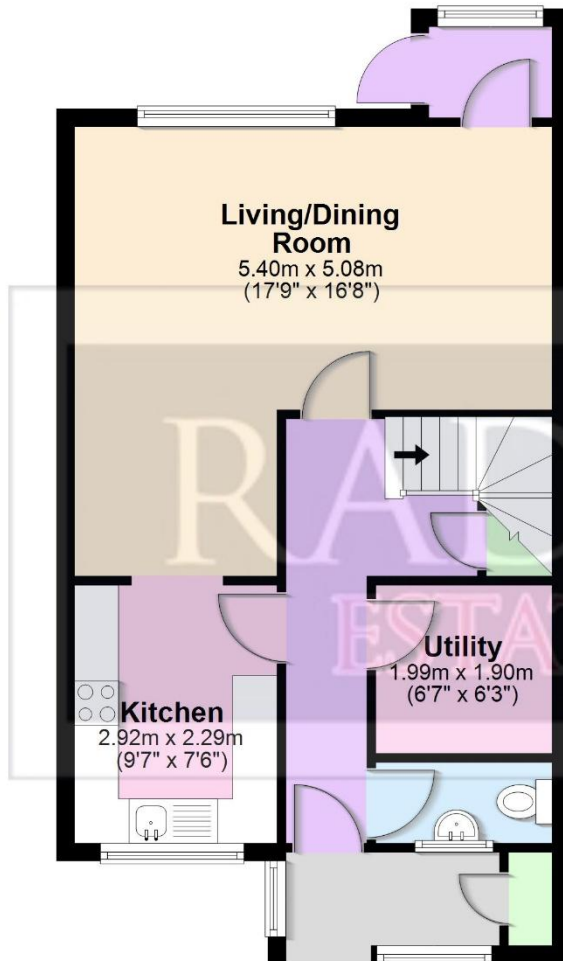 Living/Dining
Room
5.40m x 5.08m
(17'9" x 16'8")
Utility
1.99m x 1.90m
(6'7" x 6'3")
Kitchen
2.92m x 2.29m
(9'7" x 7'6")